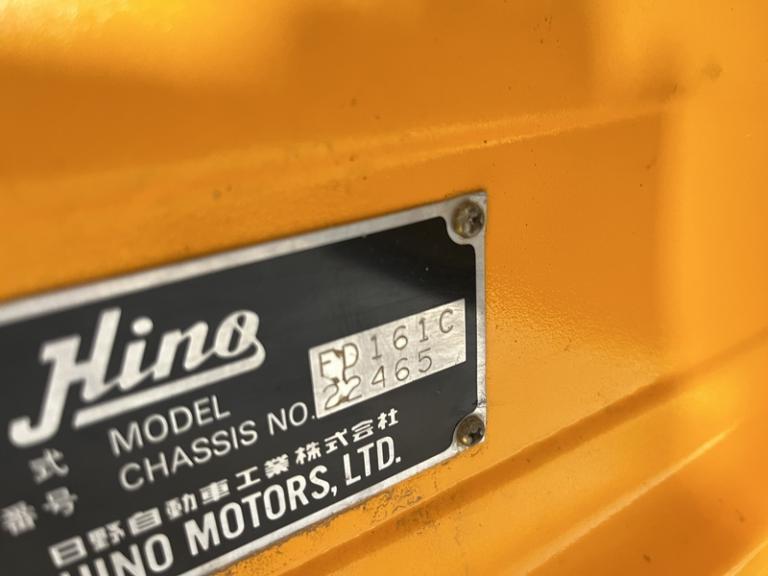 Hino
式 MODEL FD161C
番号 CHASSIS NO. 22465
日野自動車工業株式会社
HINO MOTORS, LTD.